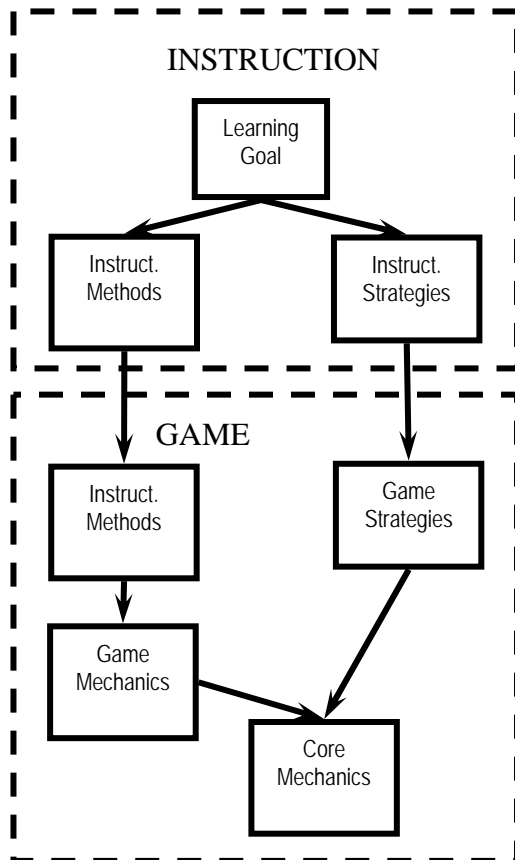 INSTRUCTION
Learning
Goal
Instruct.
Methods
Instruct.
Strategies
GAME
Instruct.
Methods
Game
Strategies
Game
Mechanics
Core
Mechanics